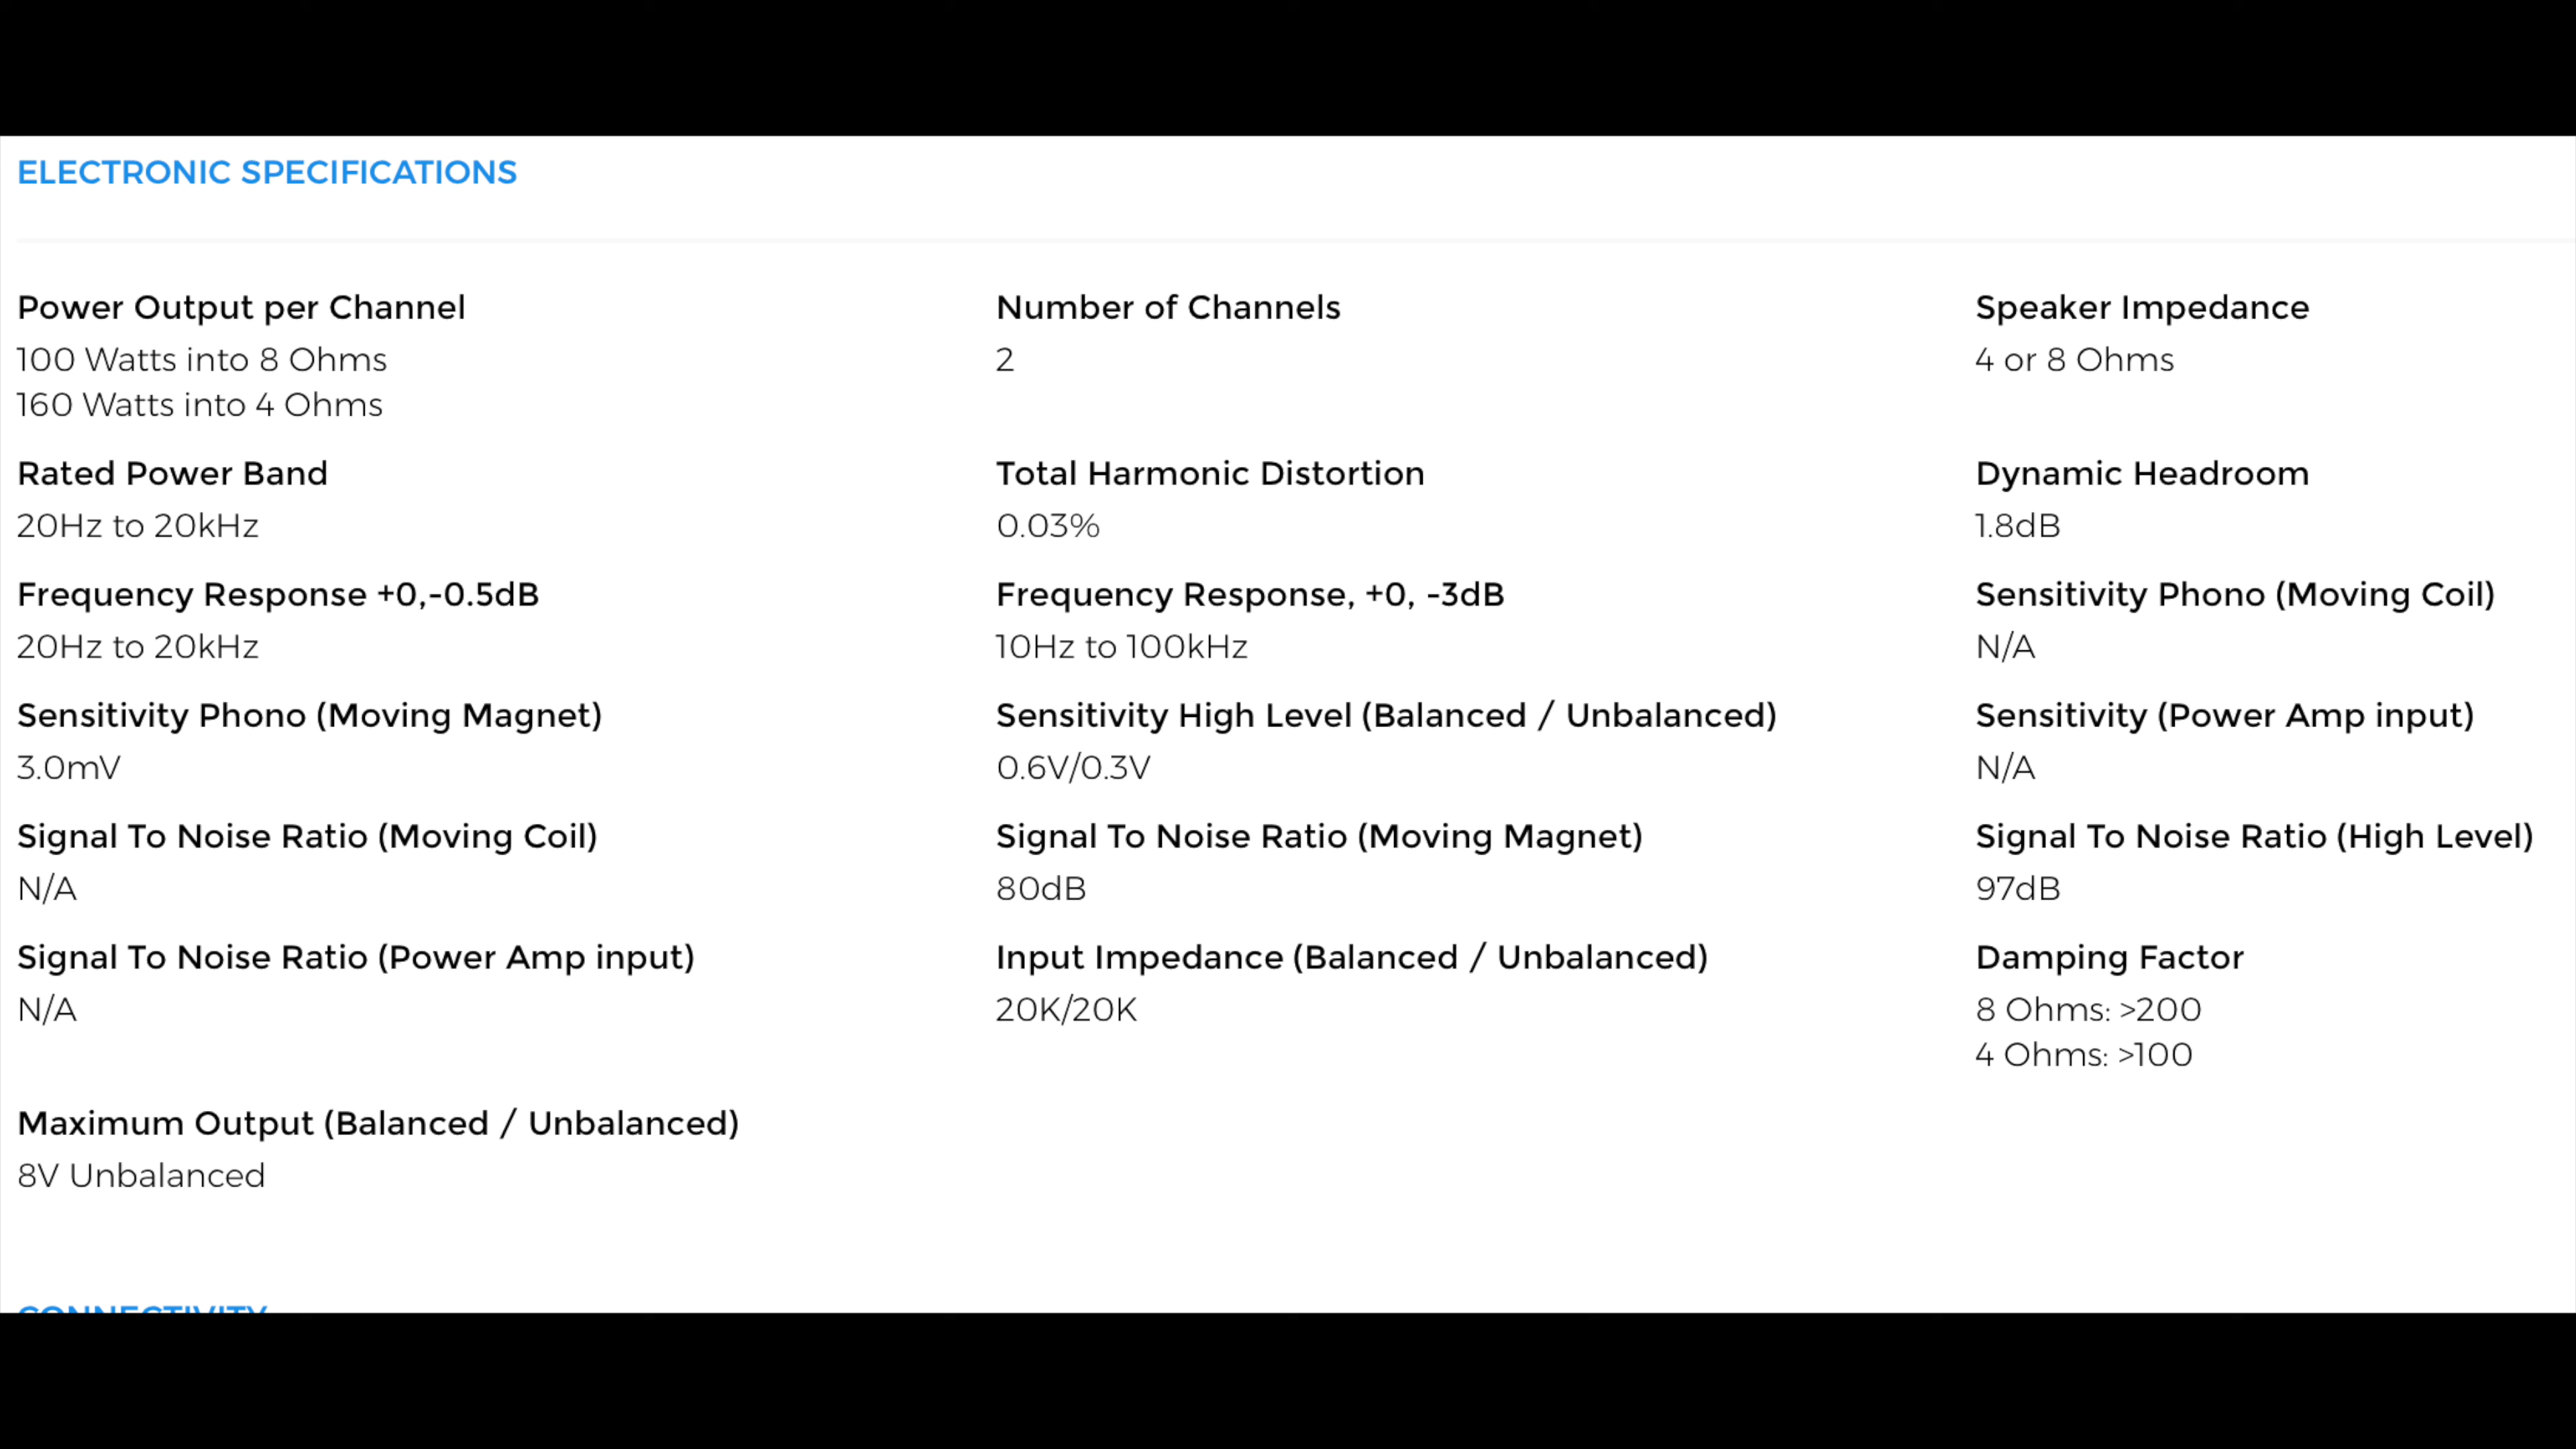 ELECTRONIC SPECIFICATIONS
Power Output per Channel
100 Watts into 8 Ohms
160 Watts into 4 Ohms
Number of Channels
2
Speaker Impedance
4 or 8 Ohms
Rated Power Band
20Hz to 20kHz
Total Harmonic Distortion
0.03%
Dynamic Headroom
1.8dB
Frequency Response +0,-0.5dB
20Hz to 20kHz
Frequency Response, +0, -3dB
10Hz to 100kHz
Sensitivity Phono (Moving Coil)
N/A
Sensitivity Phono (Moving Magnet)
3.0mV
Sensitivity High Level (Balanced / Unbalanced)
0.6V/0.3V
Sensitivity (Power Amp input)
N/A
Signal To Noise Ratio (Moving Coil)
N/A
Signal To Noise Ratio (Moving Magnet)
80dB
Signal To Noise Ratio (High Level)
97dB
Signal To Noise Ratio (Power Amp input)
N/A
Input Impedance (Balanced / Unbalanced)
20K/20K
Damping Factor
8 Ohms: >200
4 Ohms: >100
Maximum Output (Balanced / Unbalanced)
8V Unbalanced
CONNECTIVITY